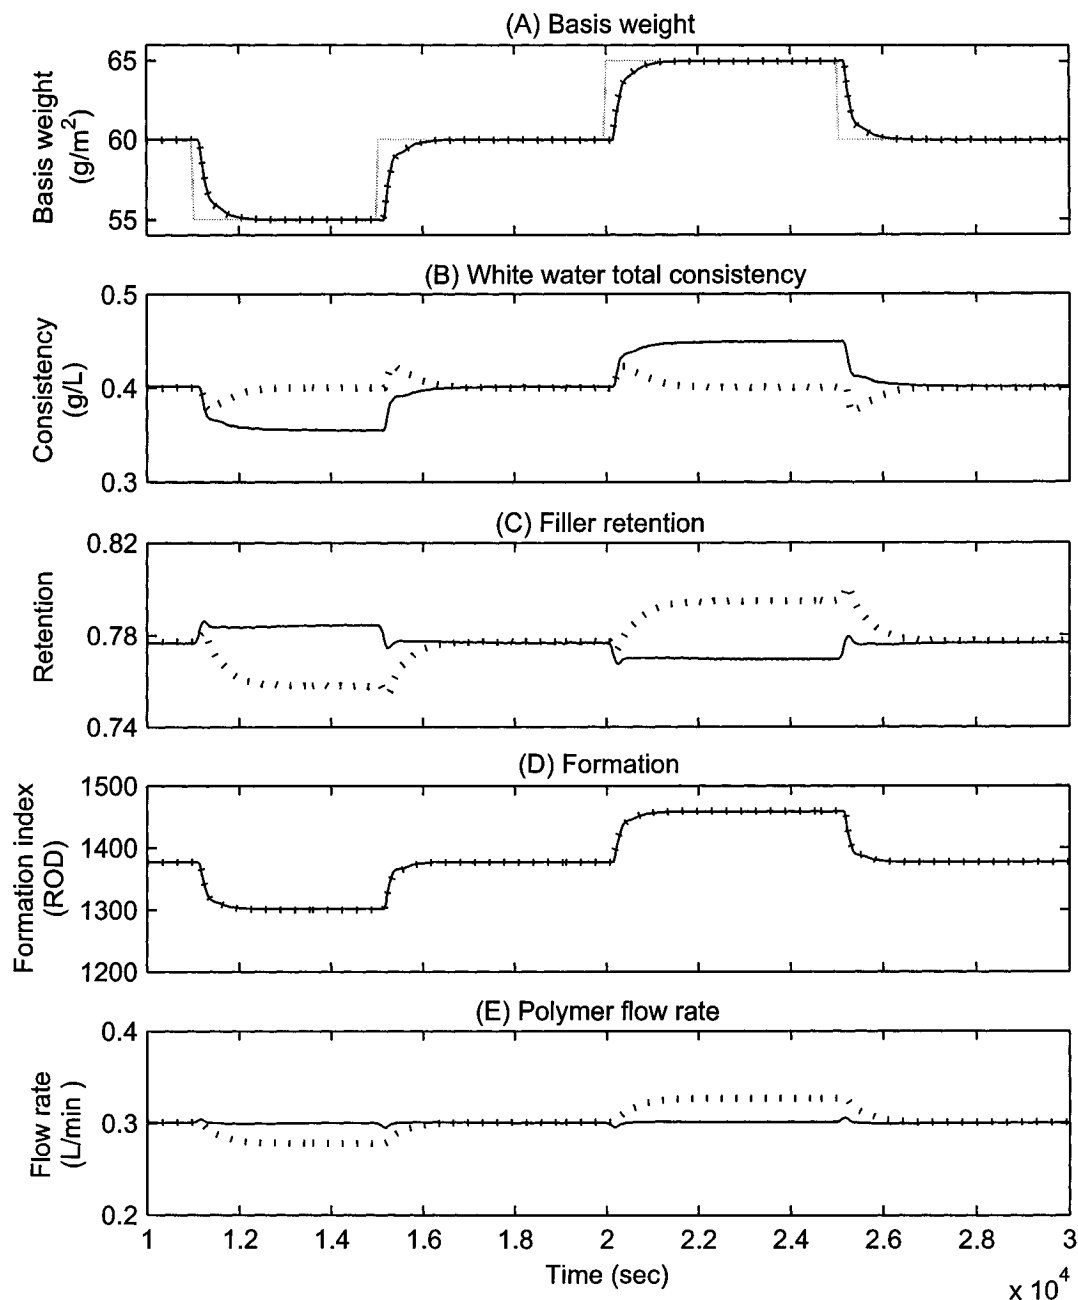 (A) Basis weight
Basis weight
(g/m²)
65
60
55
(B) White water total consistency
Consistency
(g/L)
0.5
0.4
0.3
(C) Filler retention
Retention
0.82
0.78
0.74
(D) Formation
Formation index
(ROD)
1500
1400
1300
1200
(E) Polymer flow rate
Flow rate
(L/min )
0.4
0.3
0.2
1 1.2 1.4 1.6 1.8 2 2.2 2.4 2.6 2.8 3
Time (sec)
x 10⁴